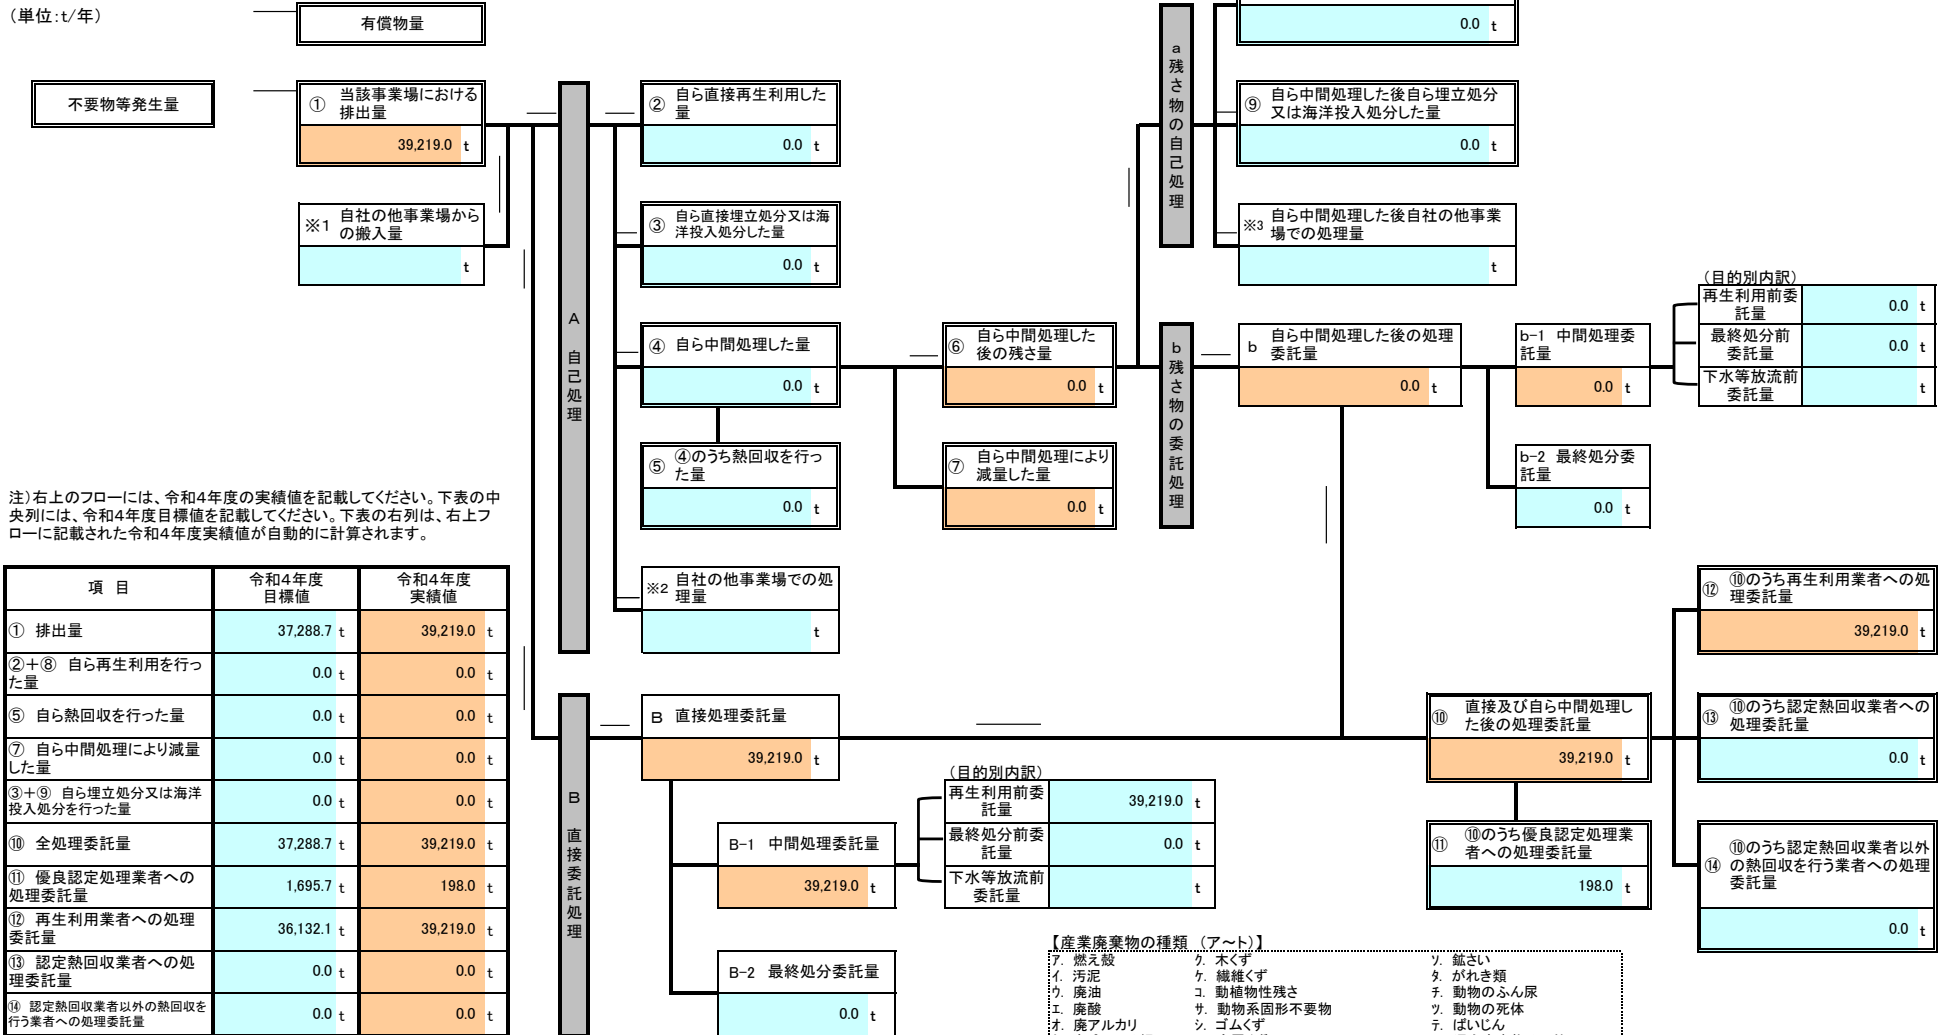 (単位:t/年)
有償物量
0.0 t
不要物等発生量
① 当該事業場における
排出量
39,219.0 t
※1 自社の他事業場から
の搬入量
t
A 自己処理
② 自ら直接再生利用した
量
0.0 t
③ 自ら直接埋立処分又は海
洋投入処分した量
0.0 t
④ 自ら中間処理した量
0.0 t
⑤ ④のうち熱回収を行っ
た量
0.0 t
※2 自社の他事業場での処
理量
t
⑥ 自ら中間処理した
後の残さ量
0.0 t
⑦ 自ら中間処理により
減量した量
0.0 t
a 残さ物の自己処理
⑨ 自ら中間処理した後自ら埋立処分
又は海洋投入処分した量
0.0 t
※3 自ら中間処理した後自社の他事業
場での処理量
t
b 残さ物の委託処理
b 自ら中間処理した後の処理
委託量
0.0 t
b-1 中間処理委
託量
0.0 t
b-2 最終処分委
託量
0.0 t
(目的別内訳)
再生利用前委
託量 0.0 t
最終処分前
委託量 0.0 t
下水等放流前
委託量 t
注)右上のフローには、令和4年度の実績値を記載してください。下表の中
央列には、令和4年度目標値を記載してください。下表の右列は、右上フ
ローに記載された令和4年度実績値が自動的に計算されます。
項 目 令和4年度
目標値 令和4年度
実績値
① 排出量 37,288.7 t 39,219.0 t
②+⑧ 自ら再生利用を行っ
た量 0.0 t 0.0 t
⑤ 自ら熱回収を行った量 0.0 t 0.0 t
⑦ 自ら中間処理により減量
した量 0.0 t 0.0 t
③+⑨ 自ら埋立処分又は海洋
投入処分を行った量 0.0 t 0.0 t
⑩ 全処理委託量 37,288.7 t 39,219.0 t
⑪ 優良認定処理業者への
処理委託量 1,695.7 t 198.0 t
⑫ 再生利用業者への処理
委託量 36,132.1 t 39,219.0 t
⑬ 認定熱回収業者への処
理委託量 0.0 t 0.0 t
⑭ 認定熱回収業者以外の熱回収を
行う業者への処理委託量 0.0 t 0.0 t
B 直接委託処理
B 直接処理委託量
39,219.0 t
B-1 中間処理委託量
39,219.0 t
B-2 最終処分委託量
0.0 t
(目的別内訳)
再生利用前委
託量 39,219.0 t
最終処分前委
託量 0.0 t
下水等放流前
委託量 t
⑩ 直接及び自ら中間処理し
た後の処理委託量
39,219.0 t
⑪ ⑩のうち優良認定処理業
者への処理委託量
198.0 t
⑫ ⑩のうち再生利用業者への処
理委託量
39,219.0 t
⑬ ⑩のうち認定熱回収業者への
処理委託量
0.0 t
⑭ ⑩のうち認定熱回収業者以外
の熱回収を行う業者への処理
委託量
0.0 t
【産業廃棄物の種類 (ア~ト)】
ア. 燃え殻 ク. 木くず ソ. 鉱さい
イ. 汚泥 ケ. 繊維くず タ. がれき類
ウ. 廃油 コ. 動植物性残さ チ. 動物のふん尿
エ. 廃酸 サ. 動物系固形不要物 ツ. 動物の死体
オ. 廃アルカリ シ. ゴムくず テ. ばいじん